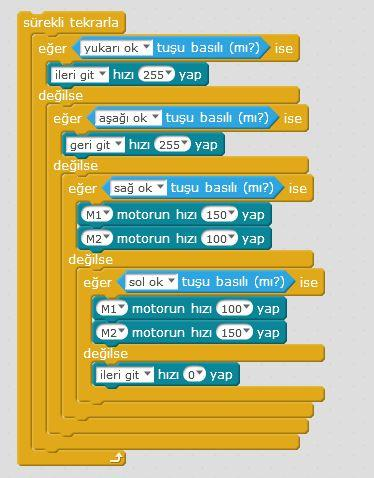 sürekli tekrarla
eğer yukarı ok tuşu basılı (mı?) ise
ileri git hızı 255 yap
değilse
eğer aşağı ok tuşu basılı (mı?) ise
geri git hızı 255 yap
değilse
eğer sağ ok tuşu basılı (mı?) ise
M1 motorun hızı 150 yap
M2 motorun hızı 100 yap
değilse
eğer sol ok tuşu basılı (mı?) ise
M1 motorun hızı 100 yap
M2 motorun hızı 150 yap
değilse
ileri git hızı 0 yap